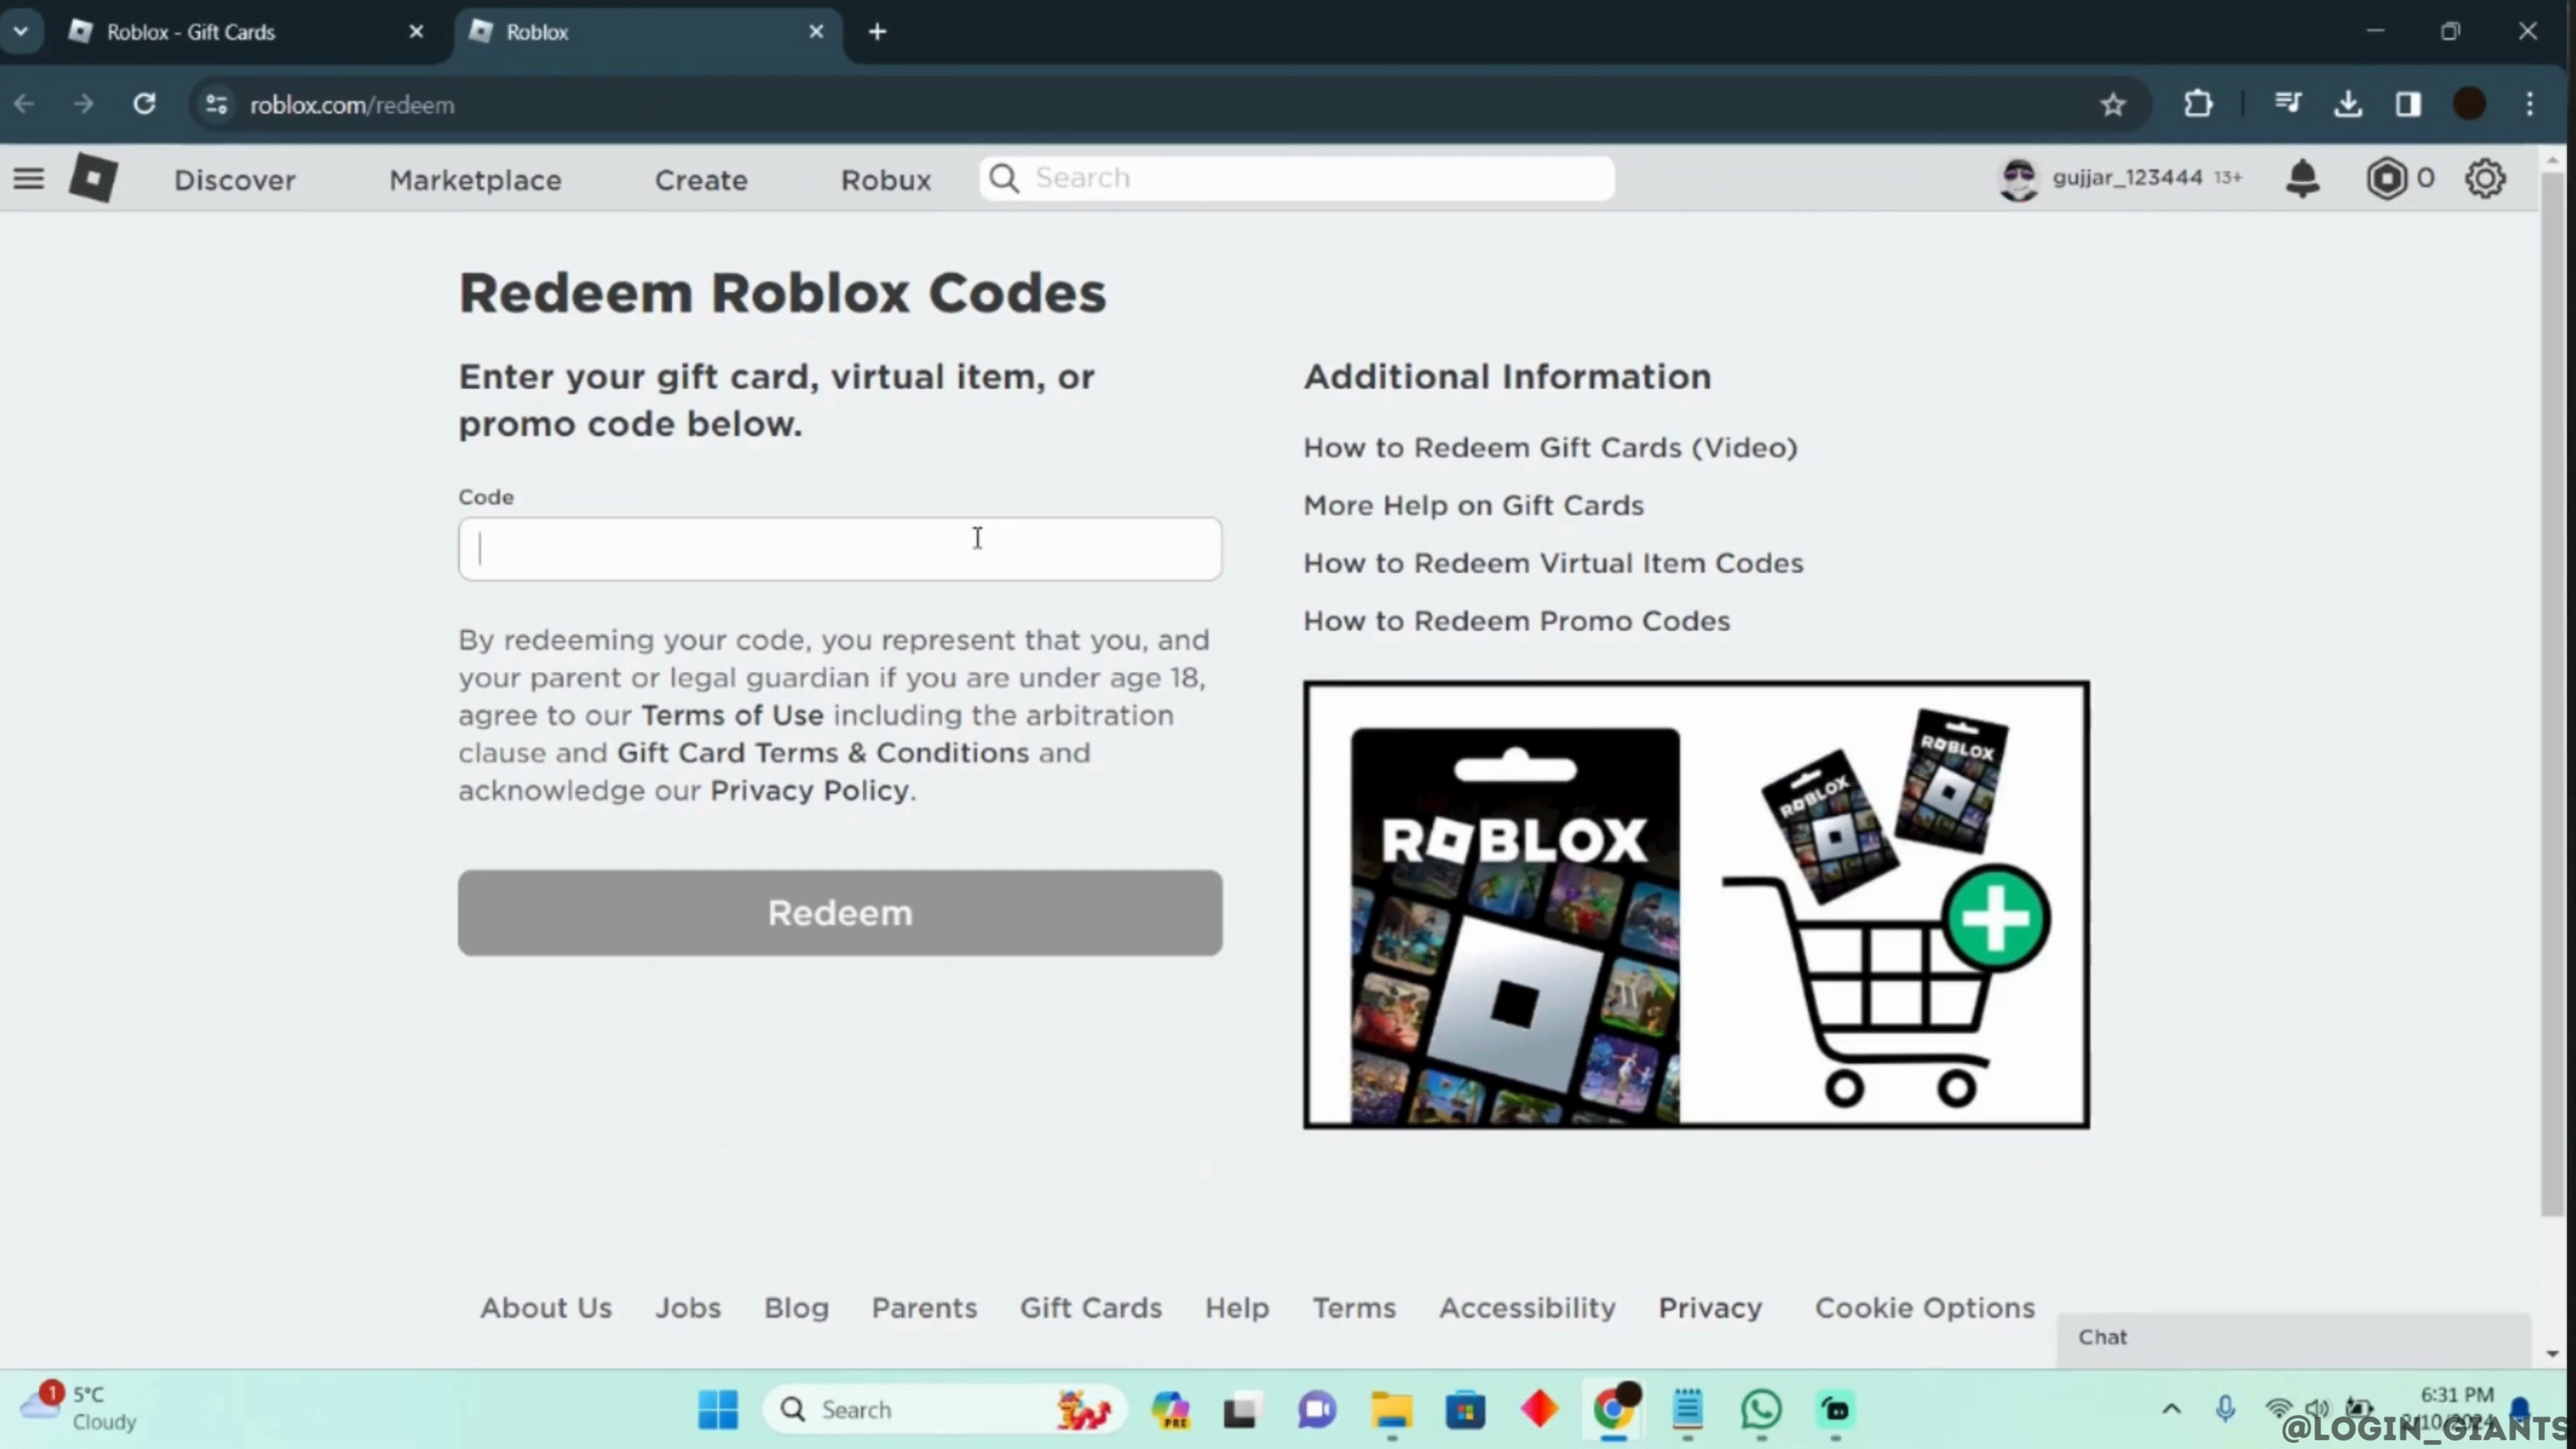 Roblox - Gift Cards
Roblox
roblox.com/redeem
Discover
Marketplace
Create
Robux
Search
gujjar_123444 13+
0
Redeem Roblox Codes
Enter your gift card, virtual item, or
promo code below.
Code
By redeeming your code, you represent that you, and
your parent or legal guardian if you are under age 18,
agree to our Terms of Use including the arbitration
clause and Gift Card Terms & Conditions and
acknowledge our Privacy Policy.
Redeem
Additional Information
How to Redeem Gift Cards (Video)
More Help on Gift Cards
How to Redeem Virtual Item Codes
How to Redeem Promo Codes
ROBLOX
ROBLOX
ROBLOX
About Us
Jobs
Blog
Parents
Gift Cards
Help
Terms
Accessibility
Privacy
Cookie Options
Chat
1
5°C
Cloudy
Search
PRE
6:31 PM
2/10/2024
@LOGIN_GIANTS